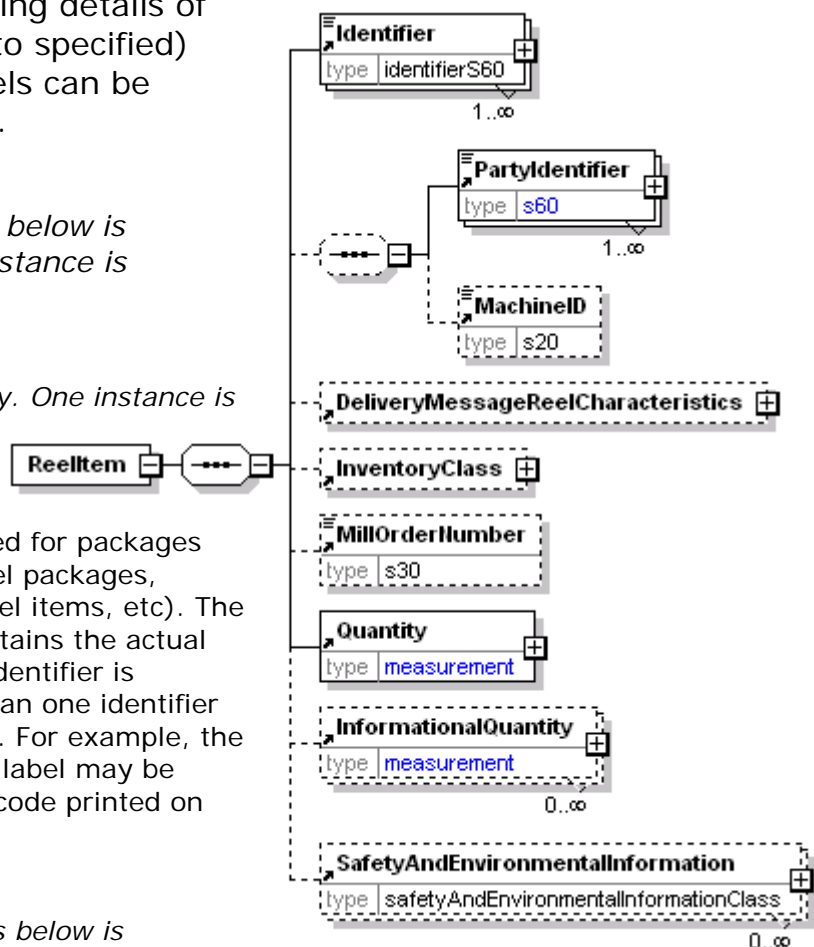 ing details of
to specified)
els can be
.
below is
stance is
y. One instance is
ed for packages
el packages,
el items, etc). The
tains the actual
dentifier is
an one identifier
. For example, the
label may be
code printed on
s below is
ReelItem
Identifier
type identifierS60
1..∞
PartyIdentifier
type s60
1..∞
MachineID
type s20
DeliveryMessageReelCharacteristics
InventoryClass
MillOrderNumber
type s30
Quantity
type measurement
InformationalQuantity
type measurement
0..∞
SafetyAndEnvironmentalInformation
type safetyAndEnvironmentalInformationClass
0..∞